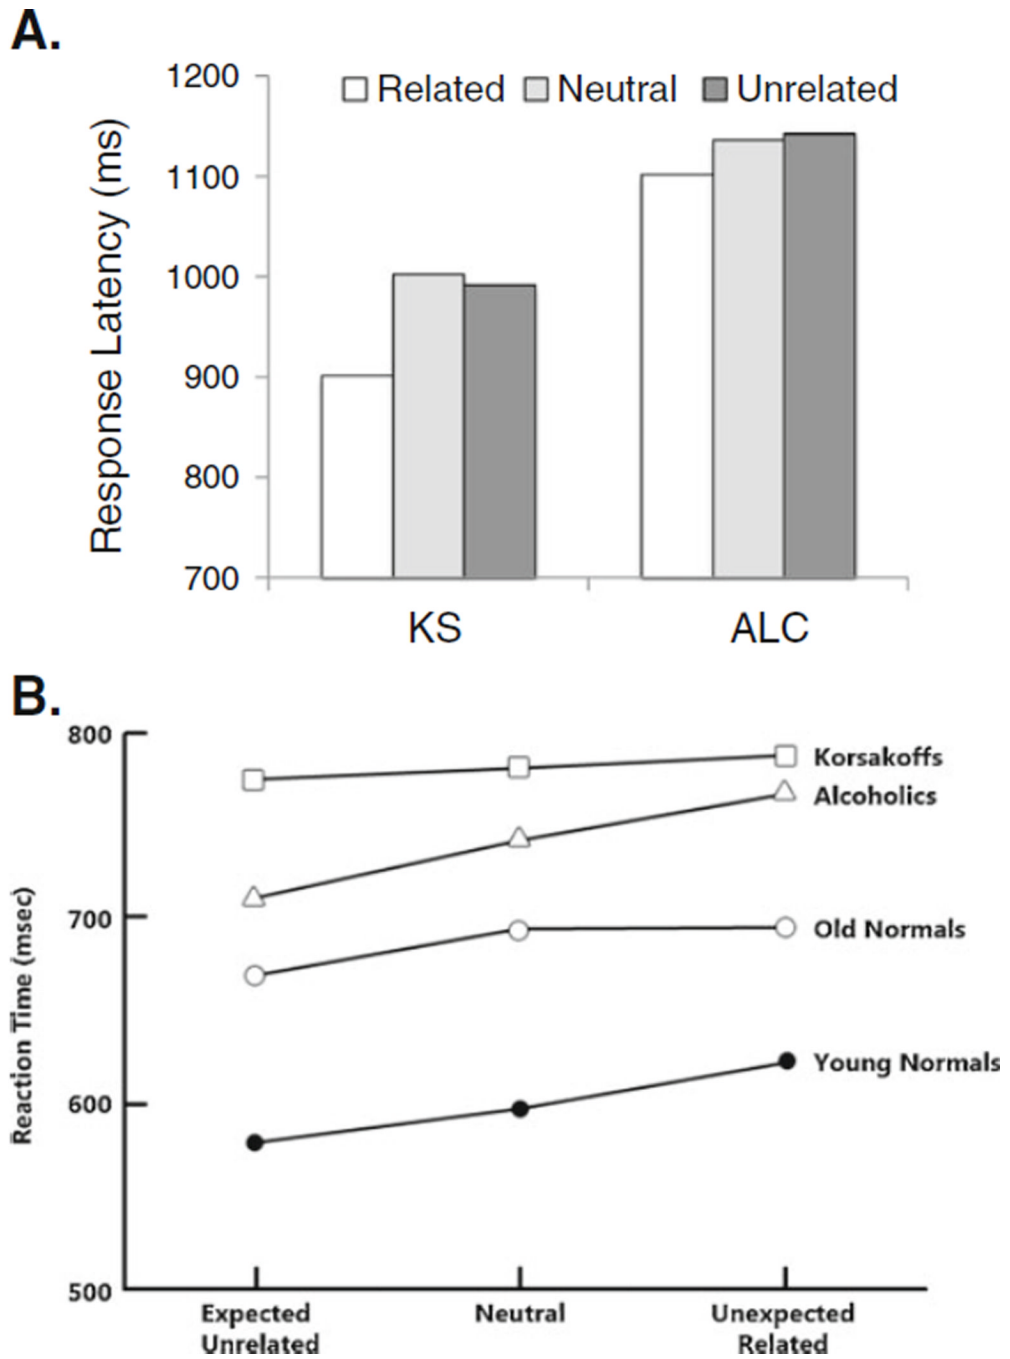 A.
Related Neutral Unrelated
1200
1100
1000
900
800
700
Response Latency (ms)
KS ALC
B.
800
700
600
500
Reaction Time (msec)
Korsakoffs
Alcoholics
Old Normals
Young Normals
Expected Neutral Unexpected
Unrelated Related